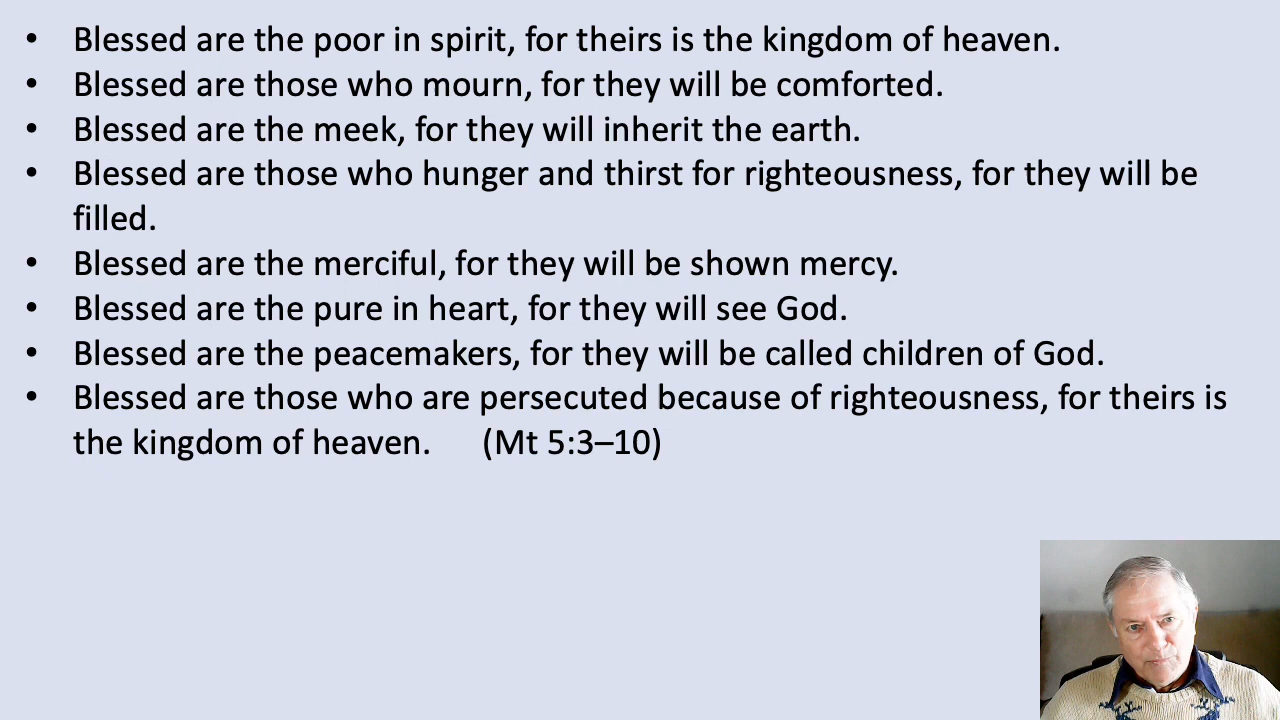 • Blessed are the poor in spirit, for theirs is the kingdom of heaven.
• Blessed are those who mourn, for they will be comforted.
• Blessed are the meek, for they will inherit the earth.
• Blessed are those who hunger and thirst for righteousness, for they will be
filled.
• Blessed are the merciful, for they will be shown mercy.
• Blessed are the pure in heart, for they will see God.
• Blessed are the peacemakers, for they will be called children of God.
• Blessed are those who are persecuted because of righteousness, for theirs is
the kingdom of heaven. (Mt 5:3–10)